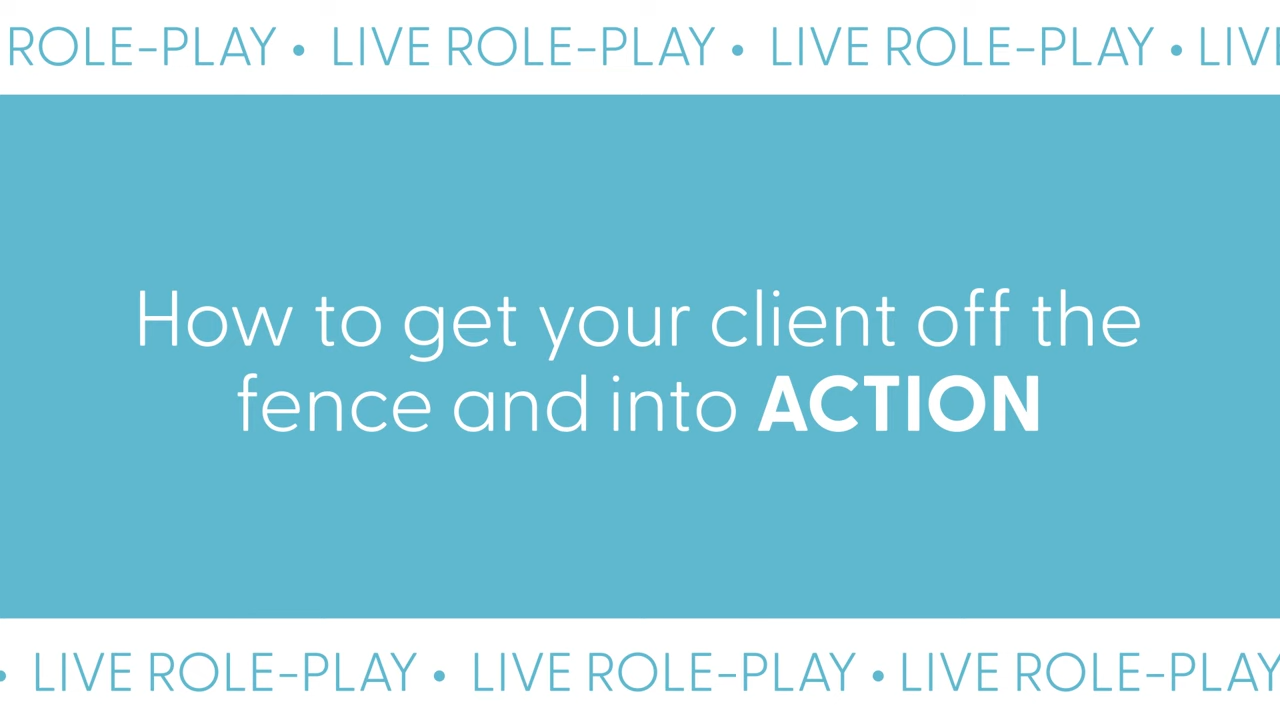 ROLE-PLAY • LIVE ROLE-PLAY • LIVE ROLE-PLAY • LIVE
How to get your client off the
fence and into ACTION
• LIVE ROLE-PLAY • LIVE ROLE-PLAY • LIVE ROLE-PLAY